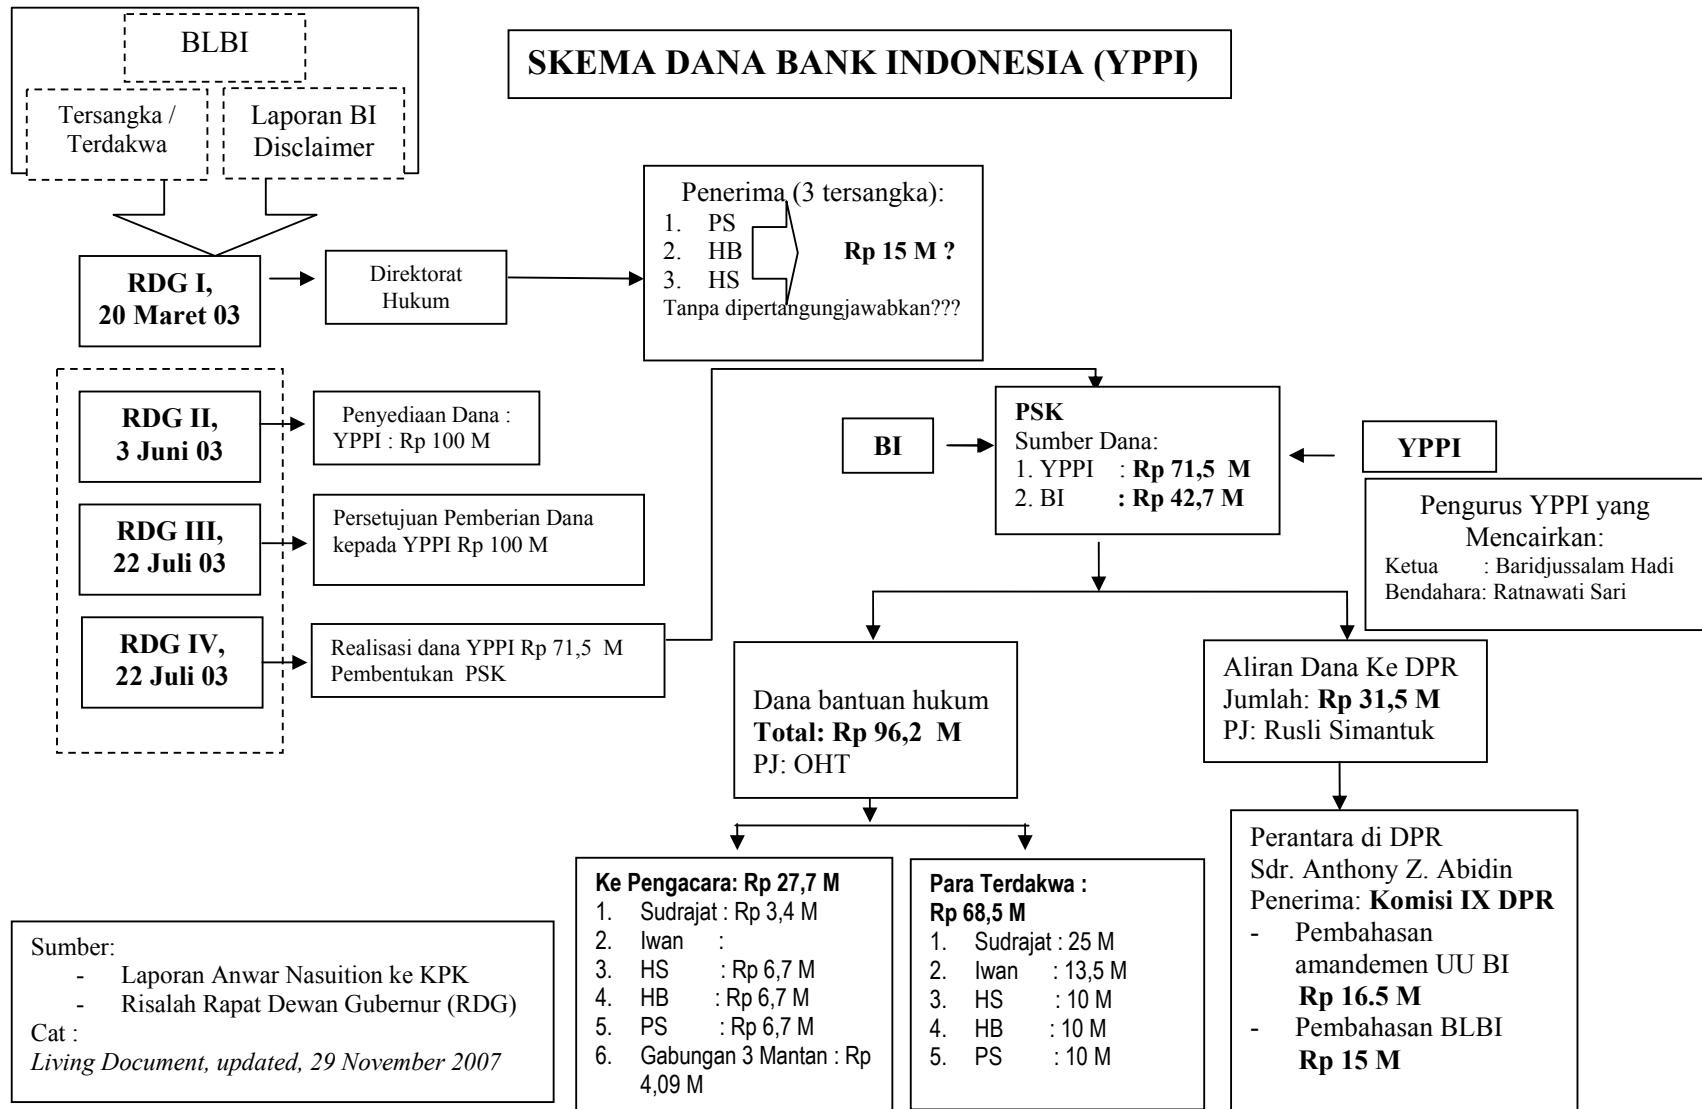 BLBI
Tersangka /
Terdakwa
Laporan BI
Disclaimer
SKEMA DANA BANK INDONESIA (YPPI)
Penerima (3 tersangka):
1. PS
2. HB
3. HS
Rp 15 M ?
Tanpa dipertangungjawabkan???
RDG I,
20 Maret 03
Direktorat
Hukum
RDG II,
3 Juni 03
Penyediaan Dana :
YPPI : Rp 100 M
RDG III,
22 Juli 03
Persetujuan Pemberian Dana
kepada YPPI Rp 100 M
RDG IV,
22 Juli 03
Realisasi dana YPPI Rp 71,5 M
Pembentukan PSK
BI
PSK
Sumber Dana:
1. YPPI : Rp 71,5 M
2. BI : Rp 42,7 M
YPPI
Pengurus YPPI yang
Mencairkan:
Ketua : Baridjussalam Hadi
Bendahara: Ratnawati Sari
Dana bantuan hukum
Total: Rp 96,2 M
PJ: OHT
Aliran Dana Ke DPR
Jumlah: Rp 31,5 M
PJ: Rusli Simantuk
Ke Pengacara: Rp 27,7 M
1. Sudrajat : Rp 3,4 M
2. Iwan :
3. HS : Rp 6,7 M
4. HB : Rp 6,7 M
5. PS : Rp 6,7 M
6. Gabungan 3 Mantan : Rp
4,09 M
Para Terdakwa :
Rp 68,5 M
1. Sudrajat : 25 M
2. Iwan : 13,5 M
3. HS : 10 M
4. HB : 10 M
5. PS : 10 M
Perantara di DPR
Sdr. Anthony Z. Abidin
Penerima: Komisi IX DPR
- Pembahasan
amandemen UU BI
Rp 16.5 M
- Pembahasan BLBI
Rp 15 M
Sumber:
- Laporan Anwar Nasuition ke KPK
- Risalah Rapat Dewan Gubernur (RDG)
Cat :
Living Document, updated, 29 November 2007